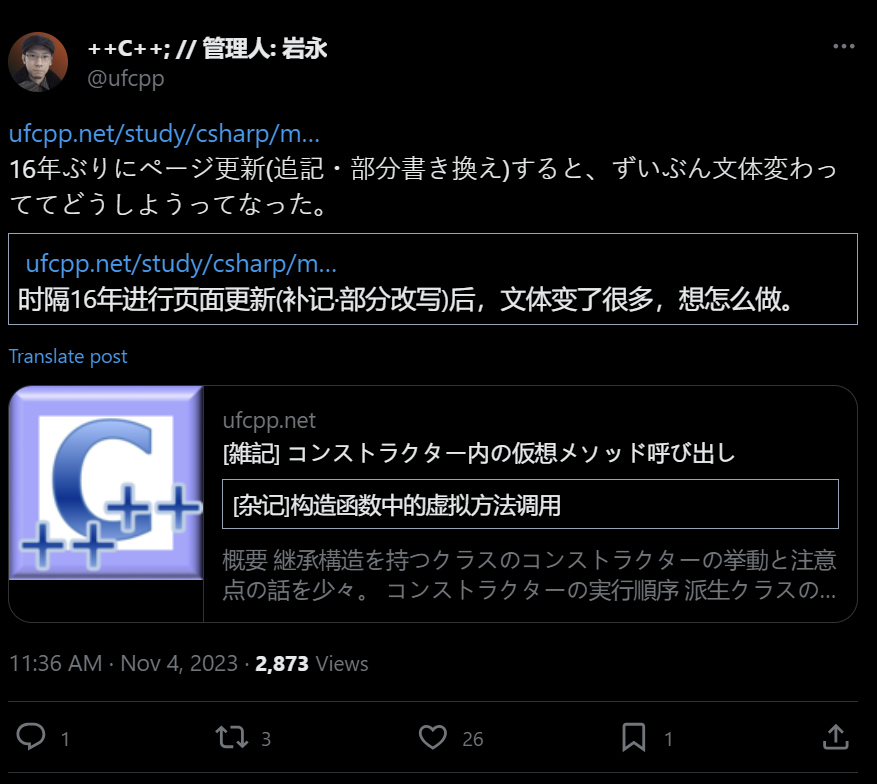 ++C++; // 管理人: 岩永
@ufcpp
ufcpp.net/study/csharp/m…
16年ぶりにページ更新(追記・部分書き換え)すると、ずいぶん文体変わっ
ててどうしようってなった。
ufcpp.net/study/csharp/m…
时隔16年进行页面更新(补记·部分改写)后，文体变了很多，想怎么做。
Translate post
C++
++
ufcpp.net
[雑記] コンストラクター内の仮想メソッド呼び出し
[杂记]构造函数中的虚拟方法调用
概要 継承構造を持つクラスのコンストラクターの挙動と注意
点の話を少々。 コンストラクターの実行順序 派生クラスの…
11:36 AM · Nov 4, 2023 · 2,873 Views
1 3 26 1